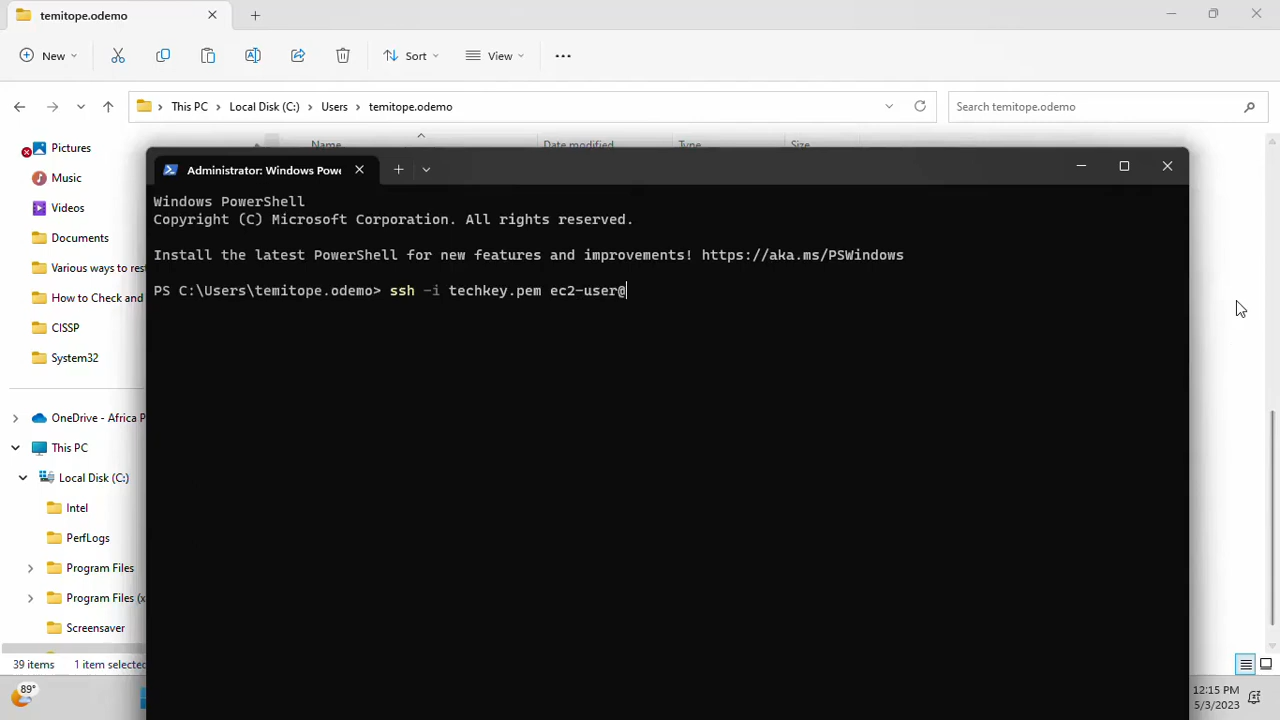 temitope.odemo
New
Sort
View
This PC
Local Disk (C:)
Users
temitope.odemo
Search temitope.odemo
Name
Date modified
Type
Size
Pictures
Music
Videos
Documents
Various ways to res
How to Check and
CISSP
System32
OneDrive - Africa P
This PC
Local Disk (C:)
Intel
PerfLogs
Program Files
Program Files (x
Screensaver
39 items
1 item selected
Administrator: Windows Powe
Windows PowerShell
Copyright (C) Microsoft Corporation. All rights reserved.
Install the latest PowerShell for new features and improvements! https://aka.ms/PSWindows
PS C:\Users\temitope.odemo> ssh -i techkey.pem ec2-user@
89°
12:15 PM
5/3/2023